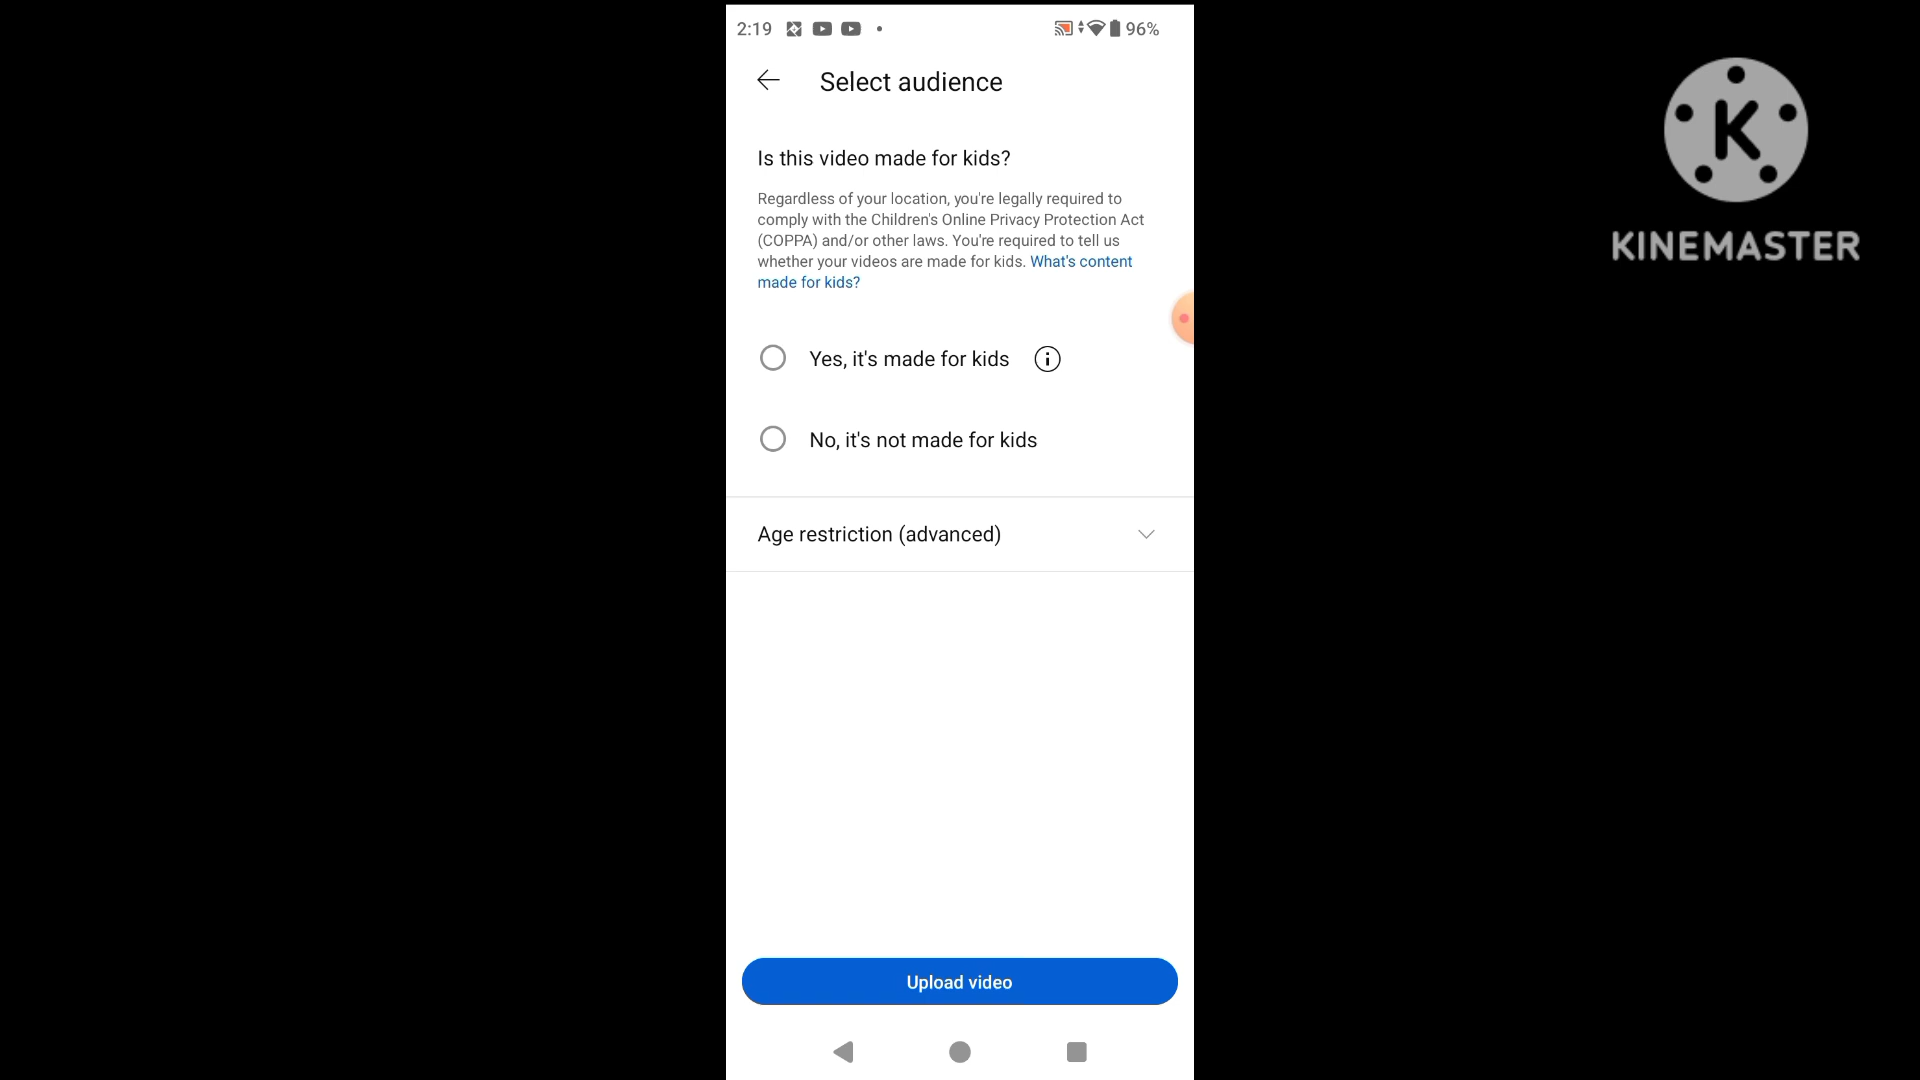 2:19
96%
Select audience
Is this video made for kids?
Regardless of your location, you're legally required to
comply with the Children's Online Privacy Protection Act
(COPPA) and/or other laws. You're required to tell us
whether your videos are made for kids. What's content
made for kids?
Yes, it's made for kids
No, it's not made for kids
Age restriction (advanced)
Upload video
K
KINEMASTER